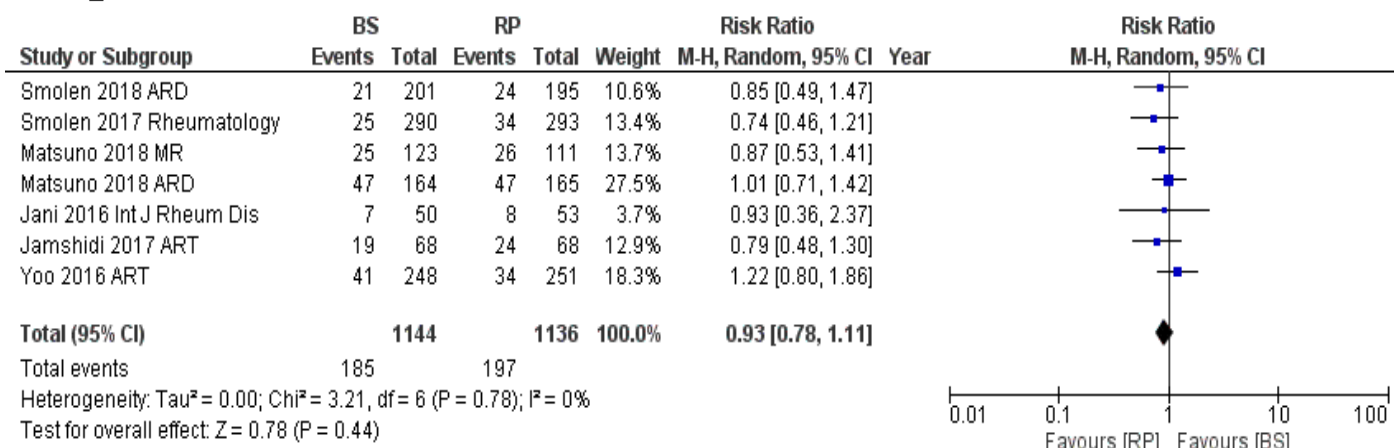 BS RP Risk Ratio Risk Ratio
Study or Subgroup Events Total Events Total Weight M-H, Random, 95% CI Year M-H, Random, 95% CI
Smolen 2018 ARD 21 201 24 195 10.6% 0.85 [0.49, 1.47]
Smolen 2017 Rheumatology 25 290 34 293 13.4% 0.74 [0.46, 1.21]
Matsuno 2018 MR 25 123 26 111 13.7% 0.87 [0.53, 1.41]
Matsuno 2018 ARD 47 164 47 165 27.5% 1.01 [0.71, 1.42]
Jani 2016 Int J Rheum Dis 7 50 8 53 3.7% 0.93 [0.36, 2.37]
Jamshidi 2017 ART 19 68 24 68 12.9% 0.79 [0.48, 1.30]
Yoo 2016 ART 41 248 34 251 18.3% 1.22 [0.80, 1.86]
Total (95% CI) 1144 1136 100.0% 0.93 [0.78, 1.11]
Total events 185 197
Heterogeneity: Tau² = 0.00; Chi² = 3.21, df = 6 (P = 0.78); I² = 0%
Test for overall effect: Z = 0.78 (P = 0.44)
0.01 0.1 1 10 100
Favours [RP] Favours [BS]